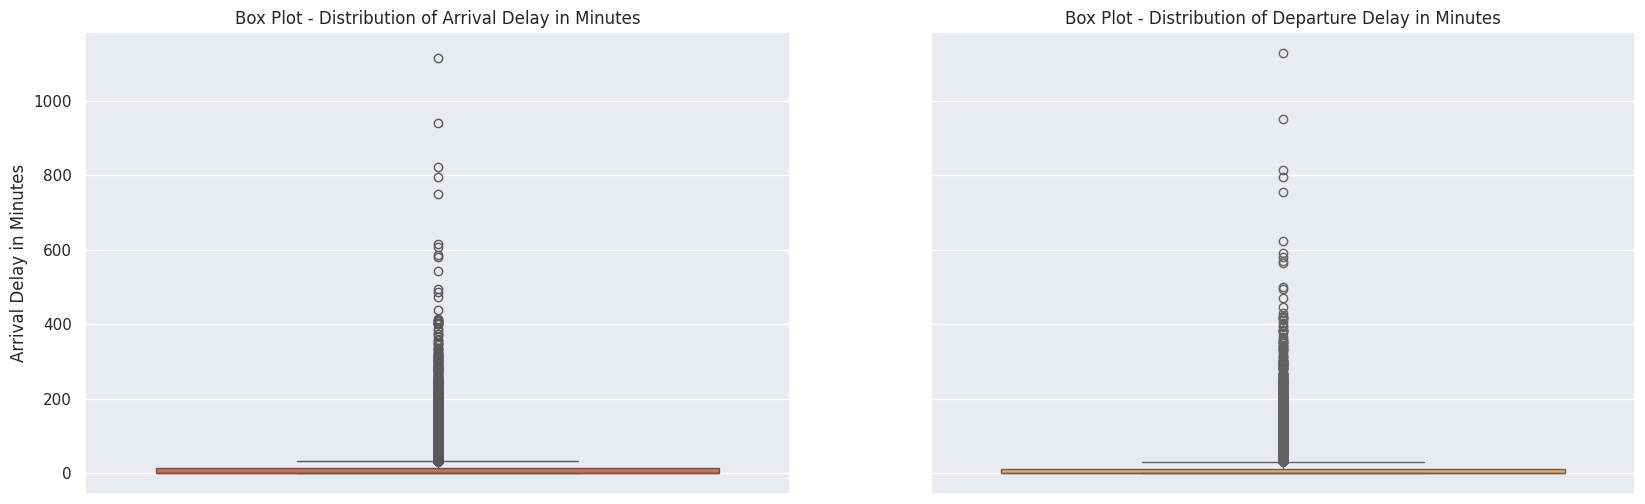 Box Plot - Distribution of Arrival Delay in Minutes
Box Plot - Distribution of Departure Delay in Minutes
Arrival Delay in Minutes
1000
800
600
400
200
0